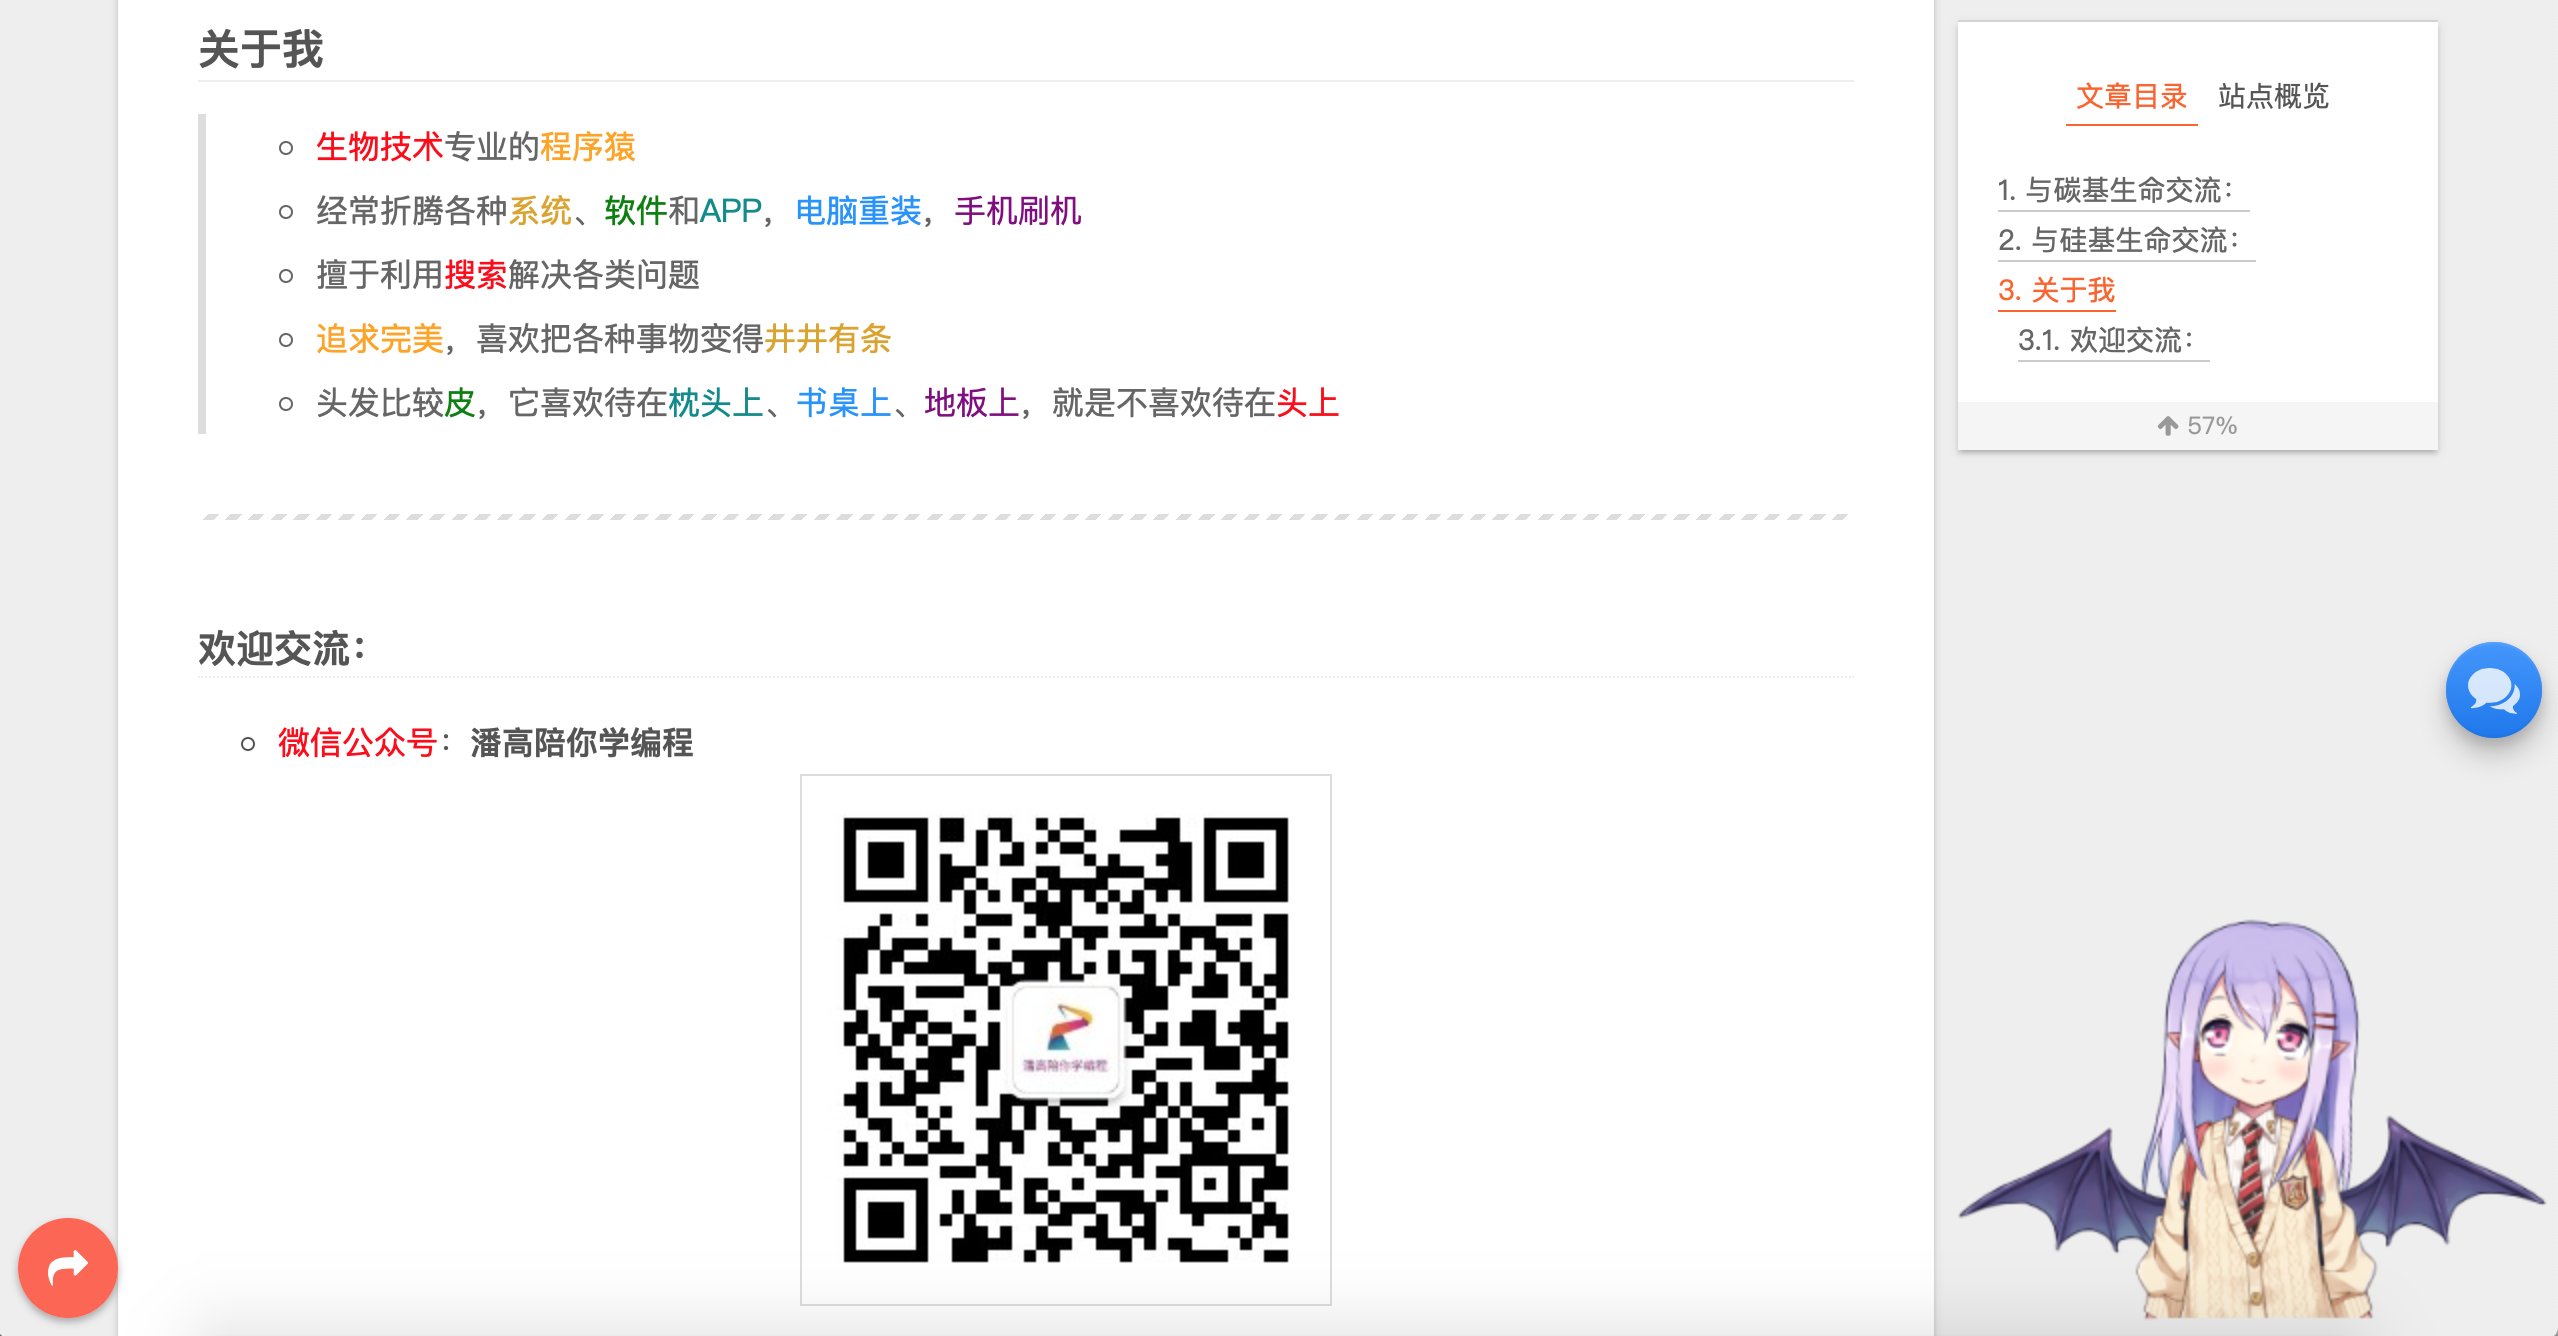 关于我
生物技术专业的程序猿
经常折腾各种系统、软件和APP，电脑重装，手机刷机
擅于利用搜索解决各类问题
追求完美，喜欢把各种事物变得井井有条
头发比较皮，它喜欢待在枕头上、书桌上、地板上，就是不喜欢待在头上
欢迎交流：
微信公众号：潘高陪你学编程
潘高陪你学编程
文章目录 站点概览
1. 与碳基生命交流：
2. 与硅基生命交流：
3. 关于我
3.1. 欢迎交流：
57%